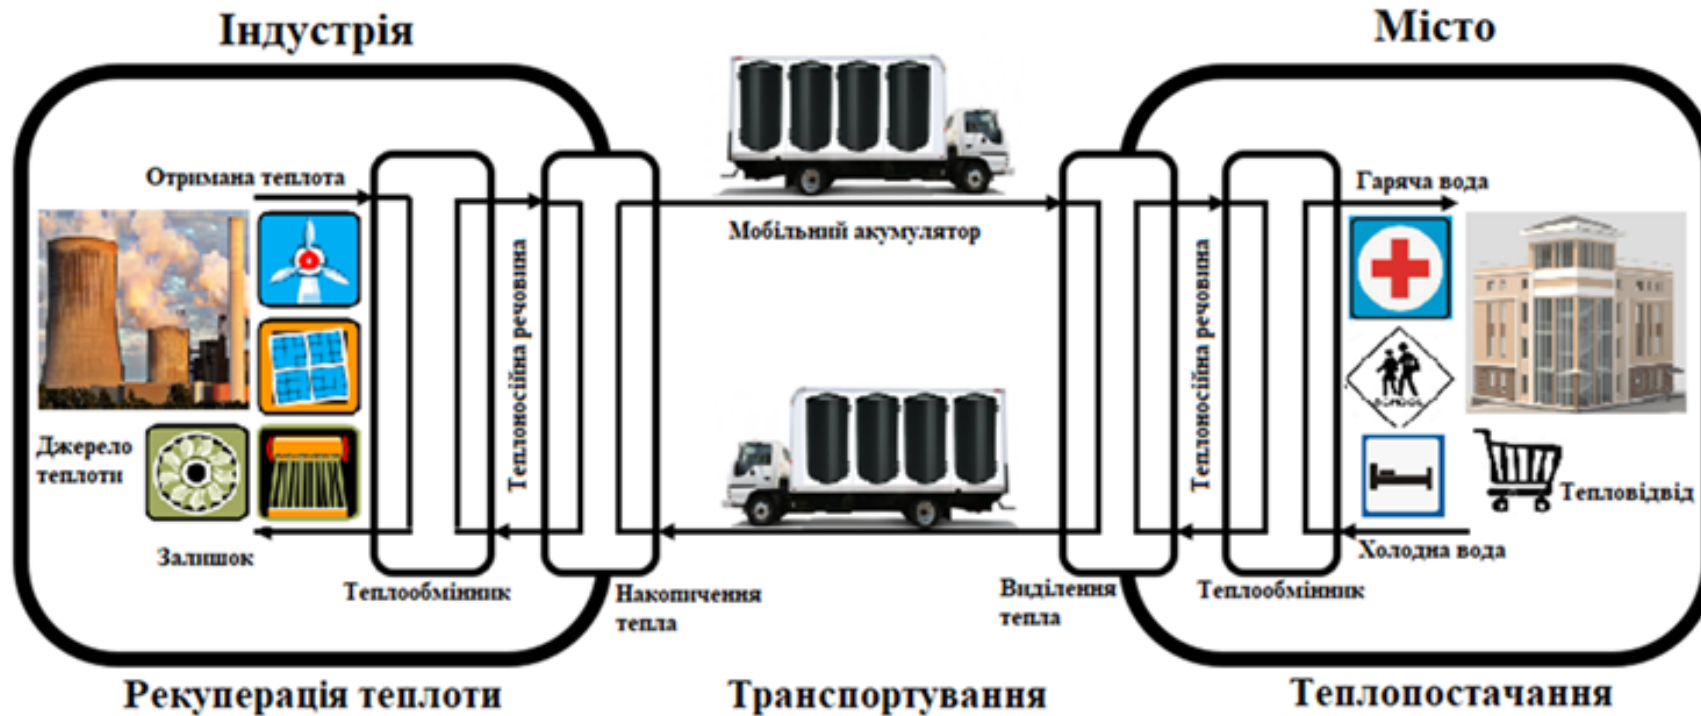 Індустрія
Місто
Отримана теплота
Гаряча вода
Мобільний акумулятор
Теплоносійна речовина
Теплоносійна речовина
SCHOOL
Джерело
теплоти
Тепловідвід
Залишок
Холодна вода
Теплообмінник
Накопичення
тепла
Виділення
тепла
Теплообмінник
Рекуперація теплоти
Транспортування
Теплопостачання